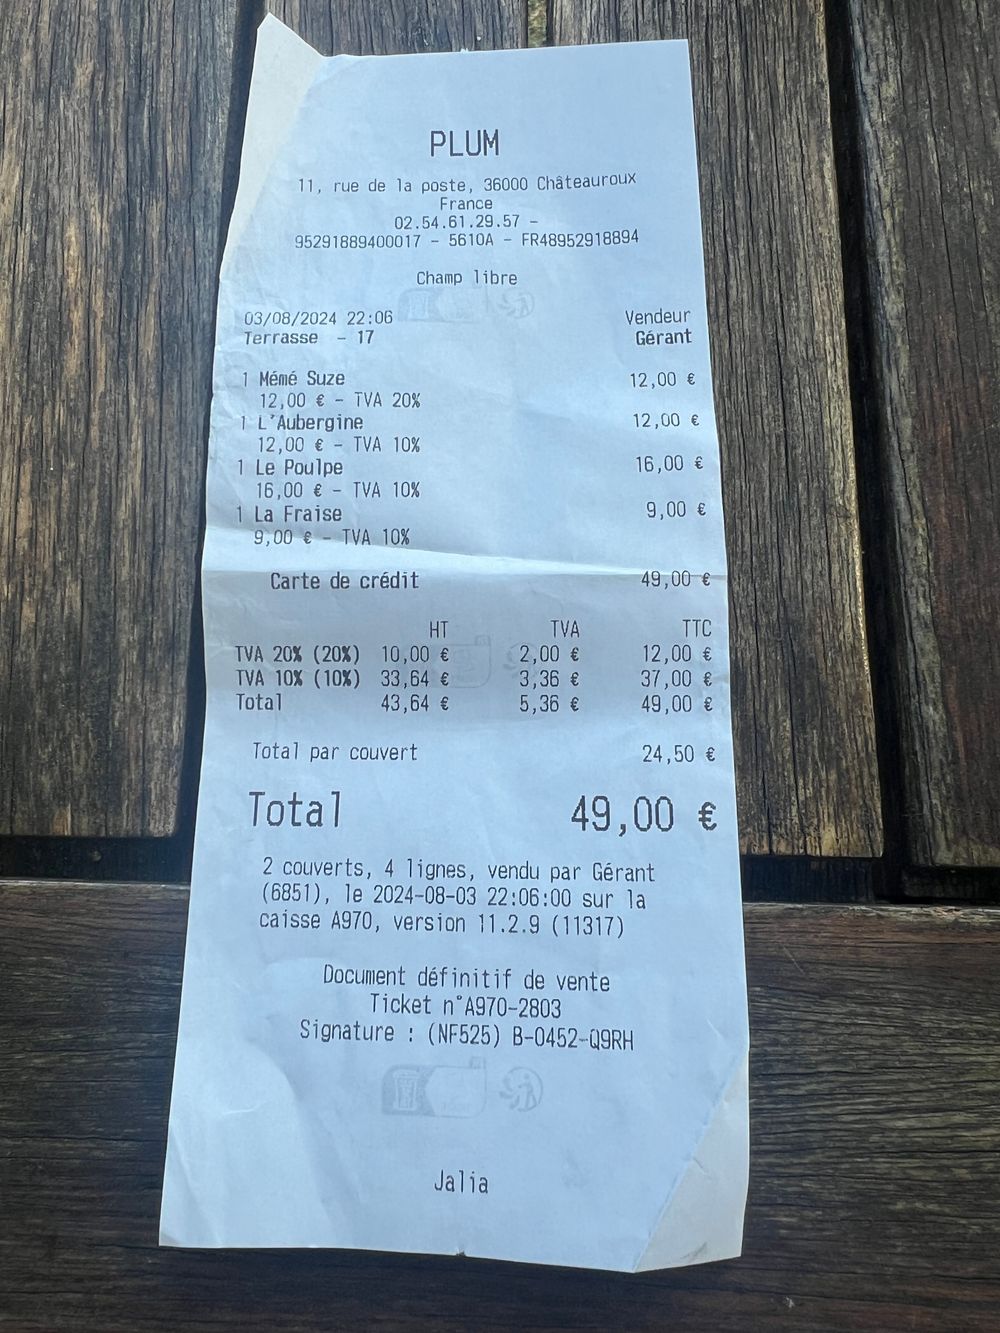 PLUM
11, rue de la poste, 36000 Châteauroux
France
02.54.61.29.57 -
95291889400017 - 5610A - FR48952918894
Champ libre
03/08/2024 22:06 Vendeur
Terrasse - 17 Gérant
1 Mémé Suze 12,00 €
12,00 € - TVA 20%
1 L'Aubergine 12,00 €
12,00 € - TVA 10%
1 Le Poulpe 16,00 €
16,00 € - TVA 10%
1 La Fraise 9,00 €
9,00 € - TVA 10%
Carte de crédit 49,00 €
HT TVA TTC
TVA 20% (20%) 10,00 € 2,00 € 12,00 €
TVA 10% (10%) 33,64 € 3,36 € 37,00 €
Total 43,64 € 5,36 € 49,00 €
Total par couvert 24,50 €
Total 49,00 €
2 couverts, 4 lignes, vendu par Gérant
(6851), le 2024-08-03 22:06:00 sur la
caisse A970, version 11.2.9 (11317)
Document définitif de vente
Ticket n°A970-2803
Signature : (NF525) B-0452-Q9RH
Jalia